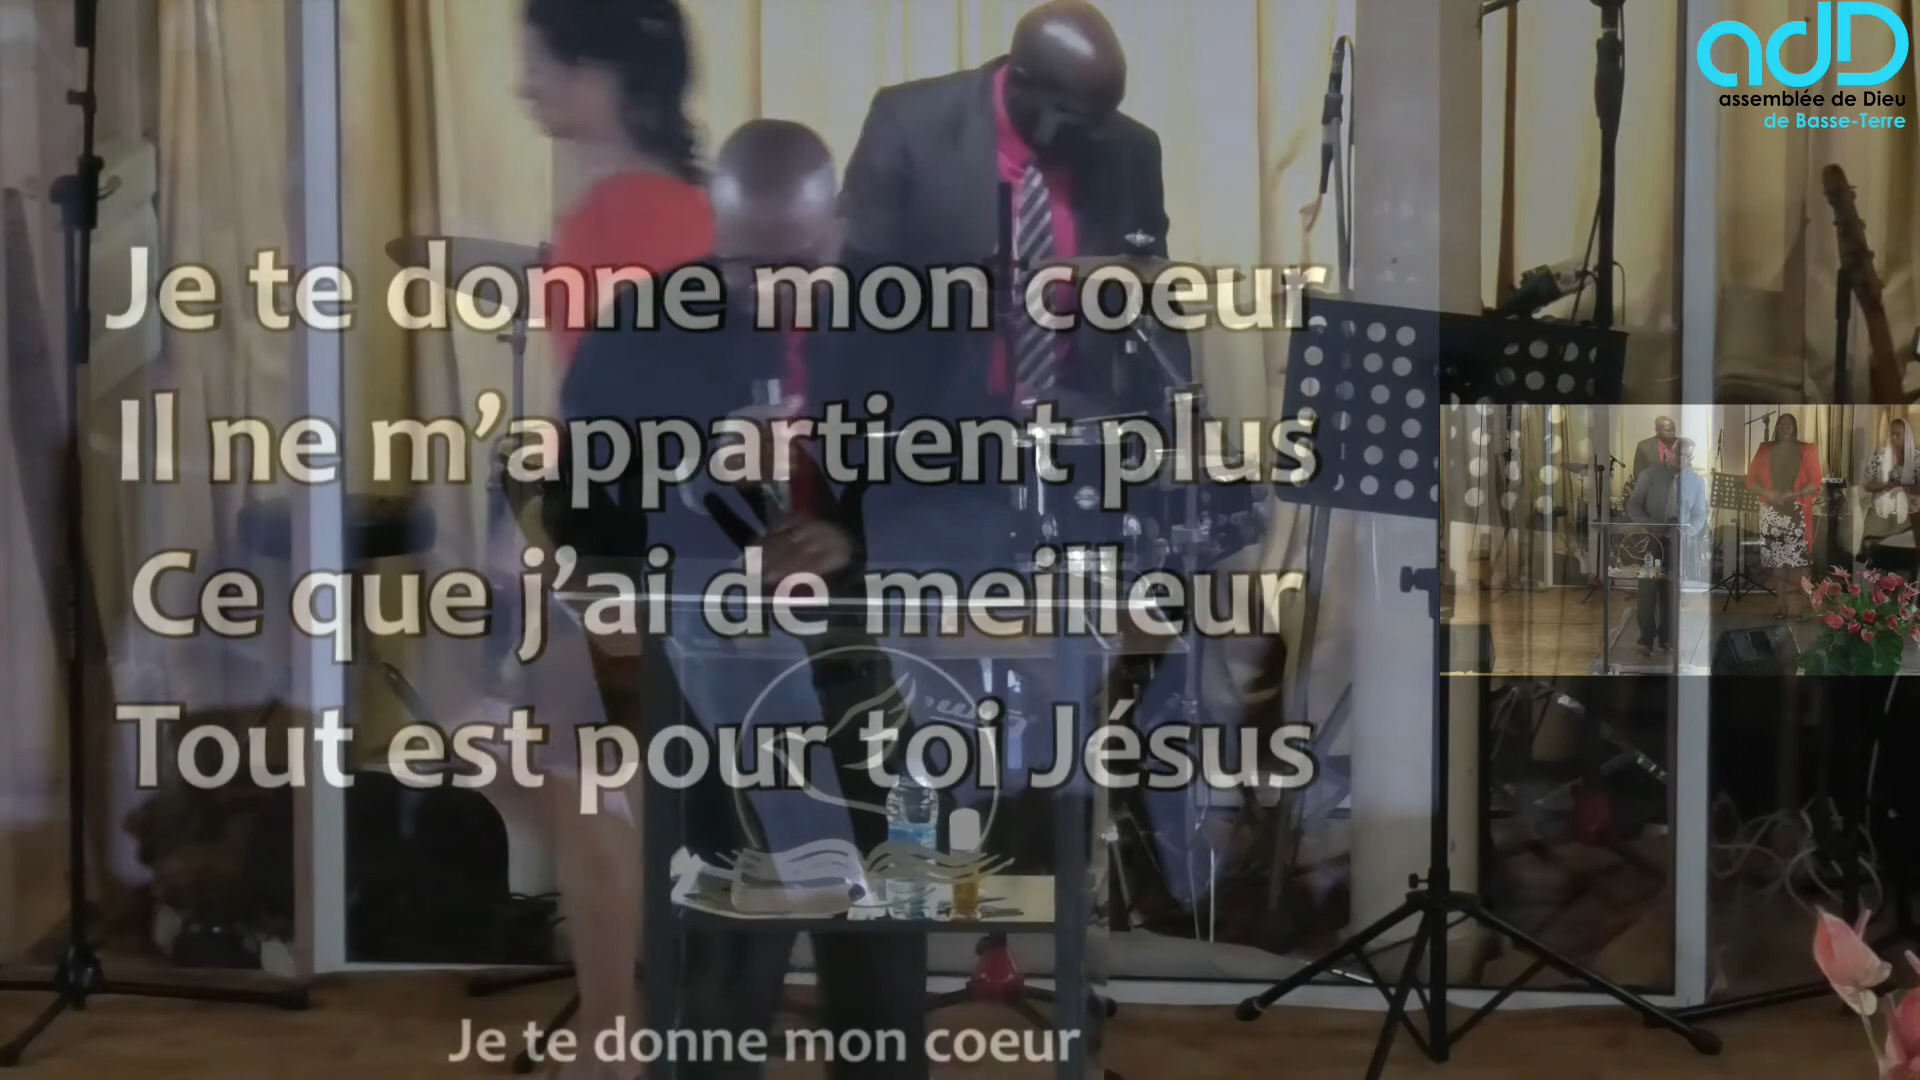 adD
assemblée de Dieu
de Basse-Terre
Je te donne mon coeur
Il ne m'appartient plus
Ce que j'ai de meilleur
Tout est pour toi Jésus
Je te donne mon coeur